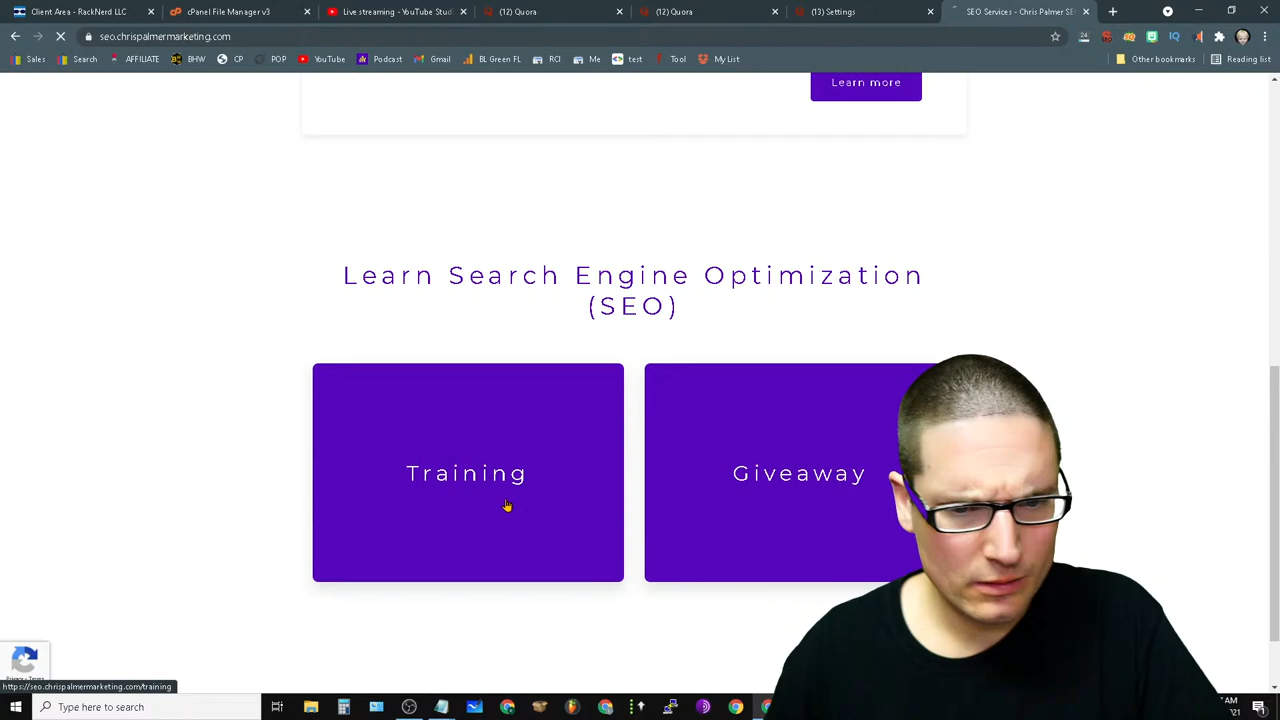 Client Area - RackNerd LLC
cPanel File Manager v3
Live streaming - YouTube Stud
(12) Quora
(12) Quora
(13) Settings
SEO Services - Chris Palmer SE
seo.chrispalmermarketing.com
Sales
Search
AFFILIATE
BHW
CP
POP
YouTube
Podcast
Gmail
BL Green FL
RCI
Me
test
Tool
My List
Other bookmarks
Reading list
Learn more
Learn Search Engine Optimization
(SEO)
Training
Giveaway
https://seo.chrispalmermarketing.com/training
Type here to search